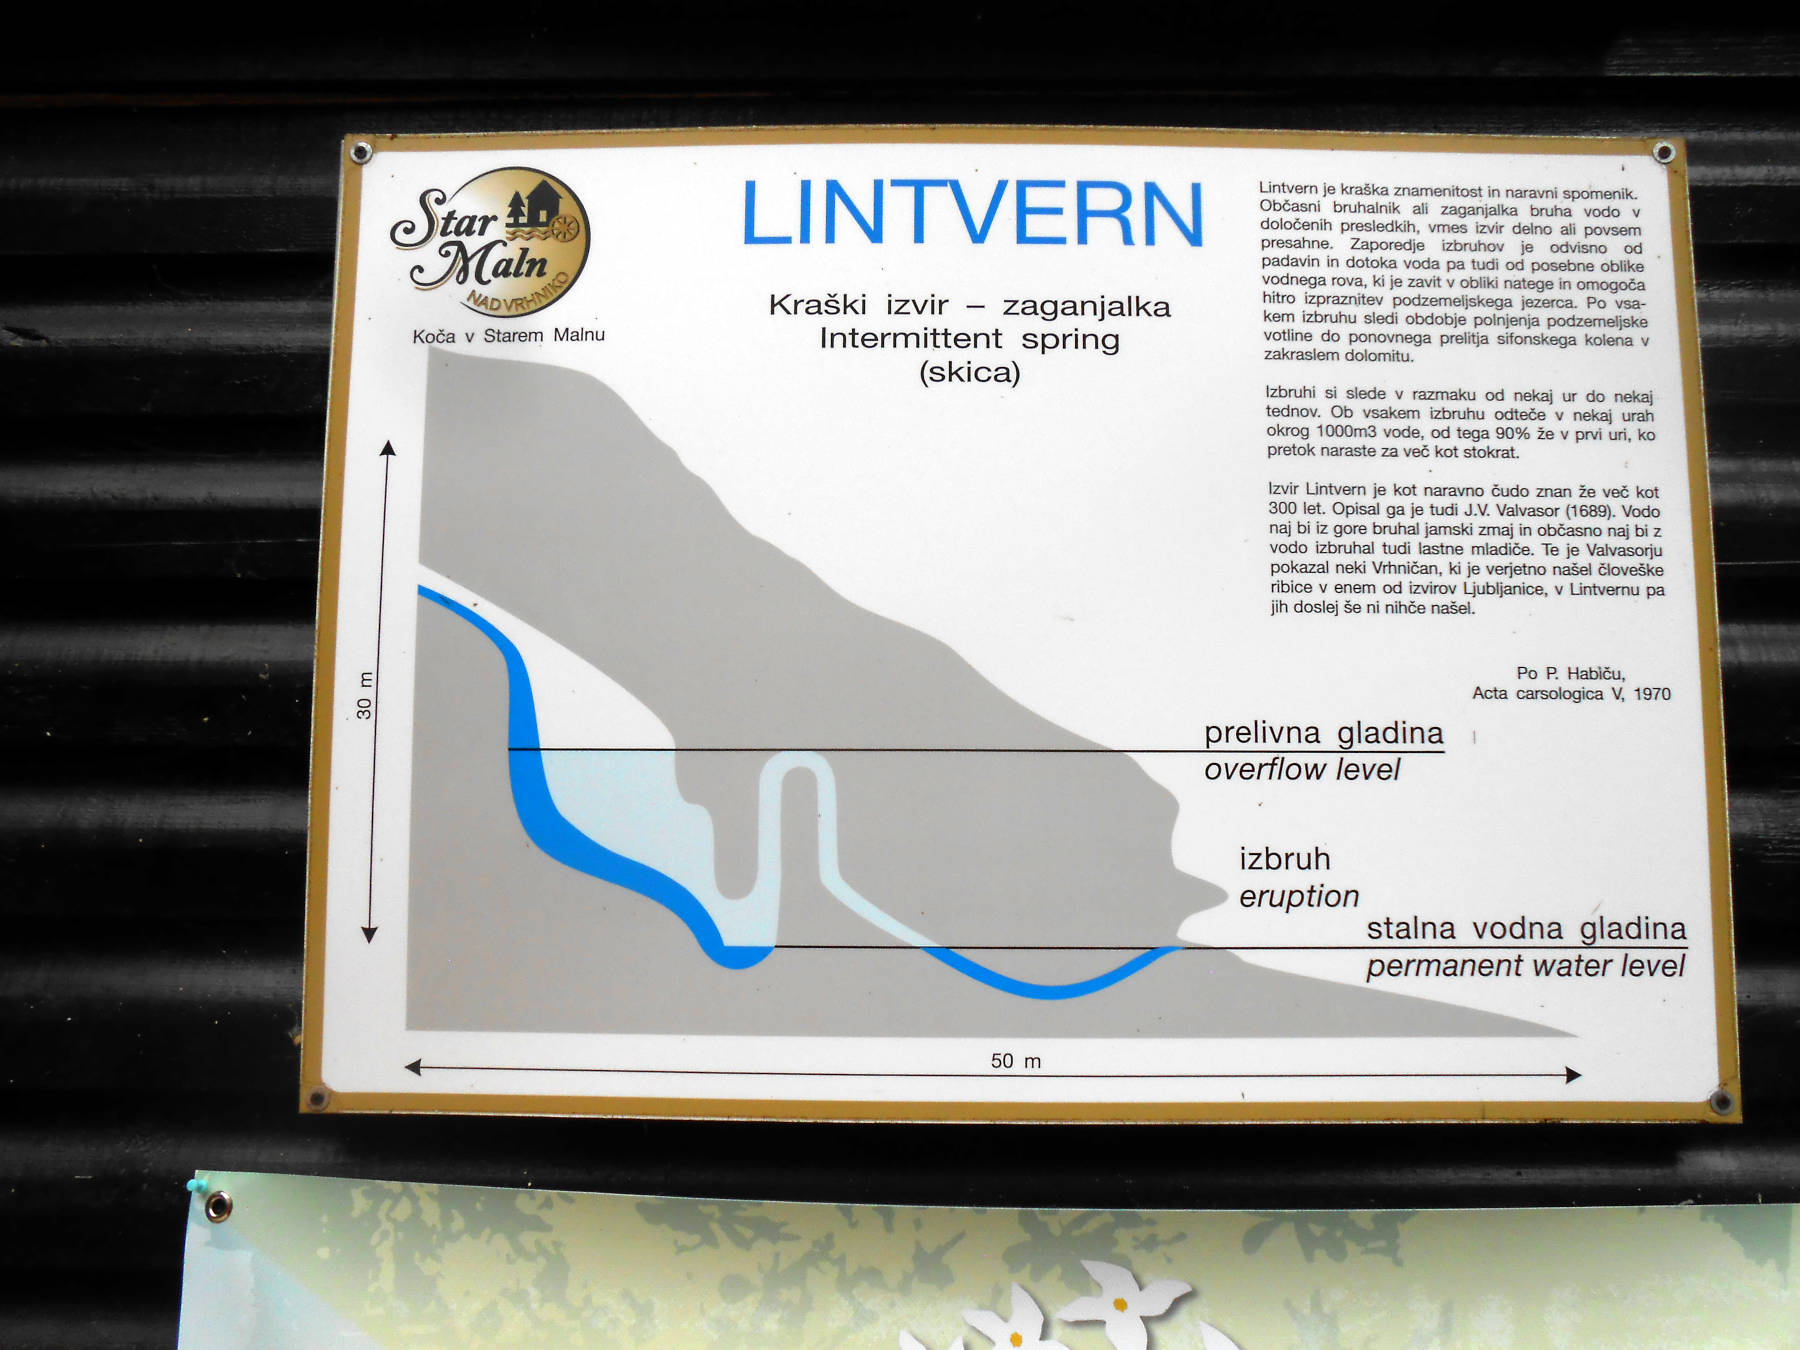 Star
Maln
NAD VRHNIKO
Koča v Starem Malnu
LINTVERN
Kraški izvir – zaganjalka
Intermittent spring
(skica)
Lintvern je kraška znamenitost in naravni spomenik.
Občasni bruhalnik ali zaganjalka bruha vodo v
določenih presledkih, vmes izvir delno ali povsem
presahne. Zaporedje izbruhov je odvisno od
padavin in dotoka voda pa tudi od posebne oblike
vodnega rova, ki je zavit v obliki natege in omogoča
hitro izpraznitev podzemeljskega jezerca. Po vsa-
kem izbruhu sledi obdobje polnjenja podzemeljske
votline do ponovnega prelitja sifonskega kolena v
zakraslem dolomitu.
Izbruhi si slede v razmaku od nekaj ur do nekaj
tednov. Ob vsakem izbruhu odteče v nekaj urah
okrog 1000m3 vode, od tega 90% že v prvi uri, ko
pretok naraste za več kot stokrat.
Izvir Lintvern je kot naravno čudo znan že več kot
300 let. Opisal ga je tudi J.V. Valvasor (1689). Vodo
naj bi iz gore bruhal jamski zmaj in občasno naj bi z
vodo izbruhal tudi lastne mladiče. Te je Valvasorju
pokazal neki Vrhničan, ki je verjetno našel človeške
ribice v enem od izvirov Ljubljanice, v Lintvernu pa
jih doslej še ni nihče našel.
Po P. Habiču,
Acta carsologica V, 1970
30 m
prelivna gladina
overflow level
izbruh
eruption
stalna vodna gladina
permanent water level
50 m